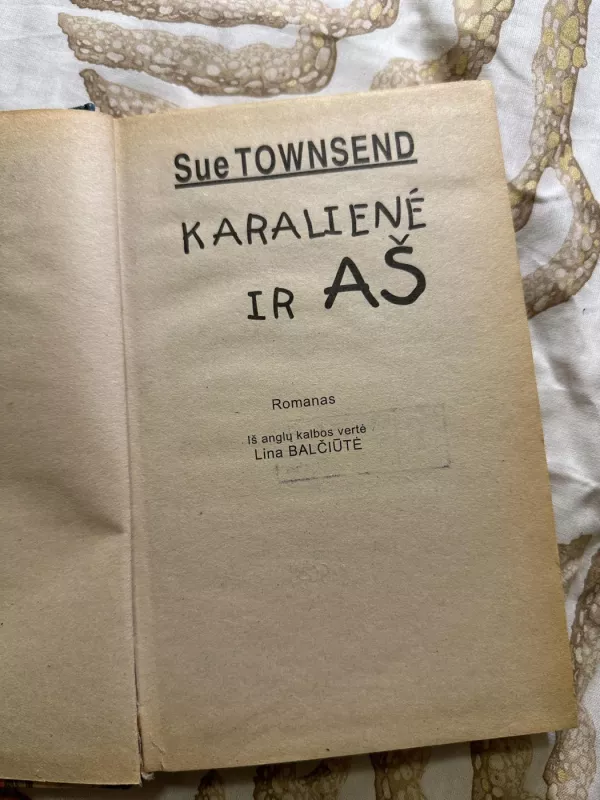 Sue TOWNSEND
KARALIENĖ
IR AŠ
Romanas
Iš anglų kalbos vertė
Lina BALČIŪTĖ